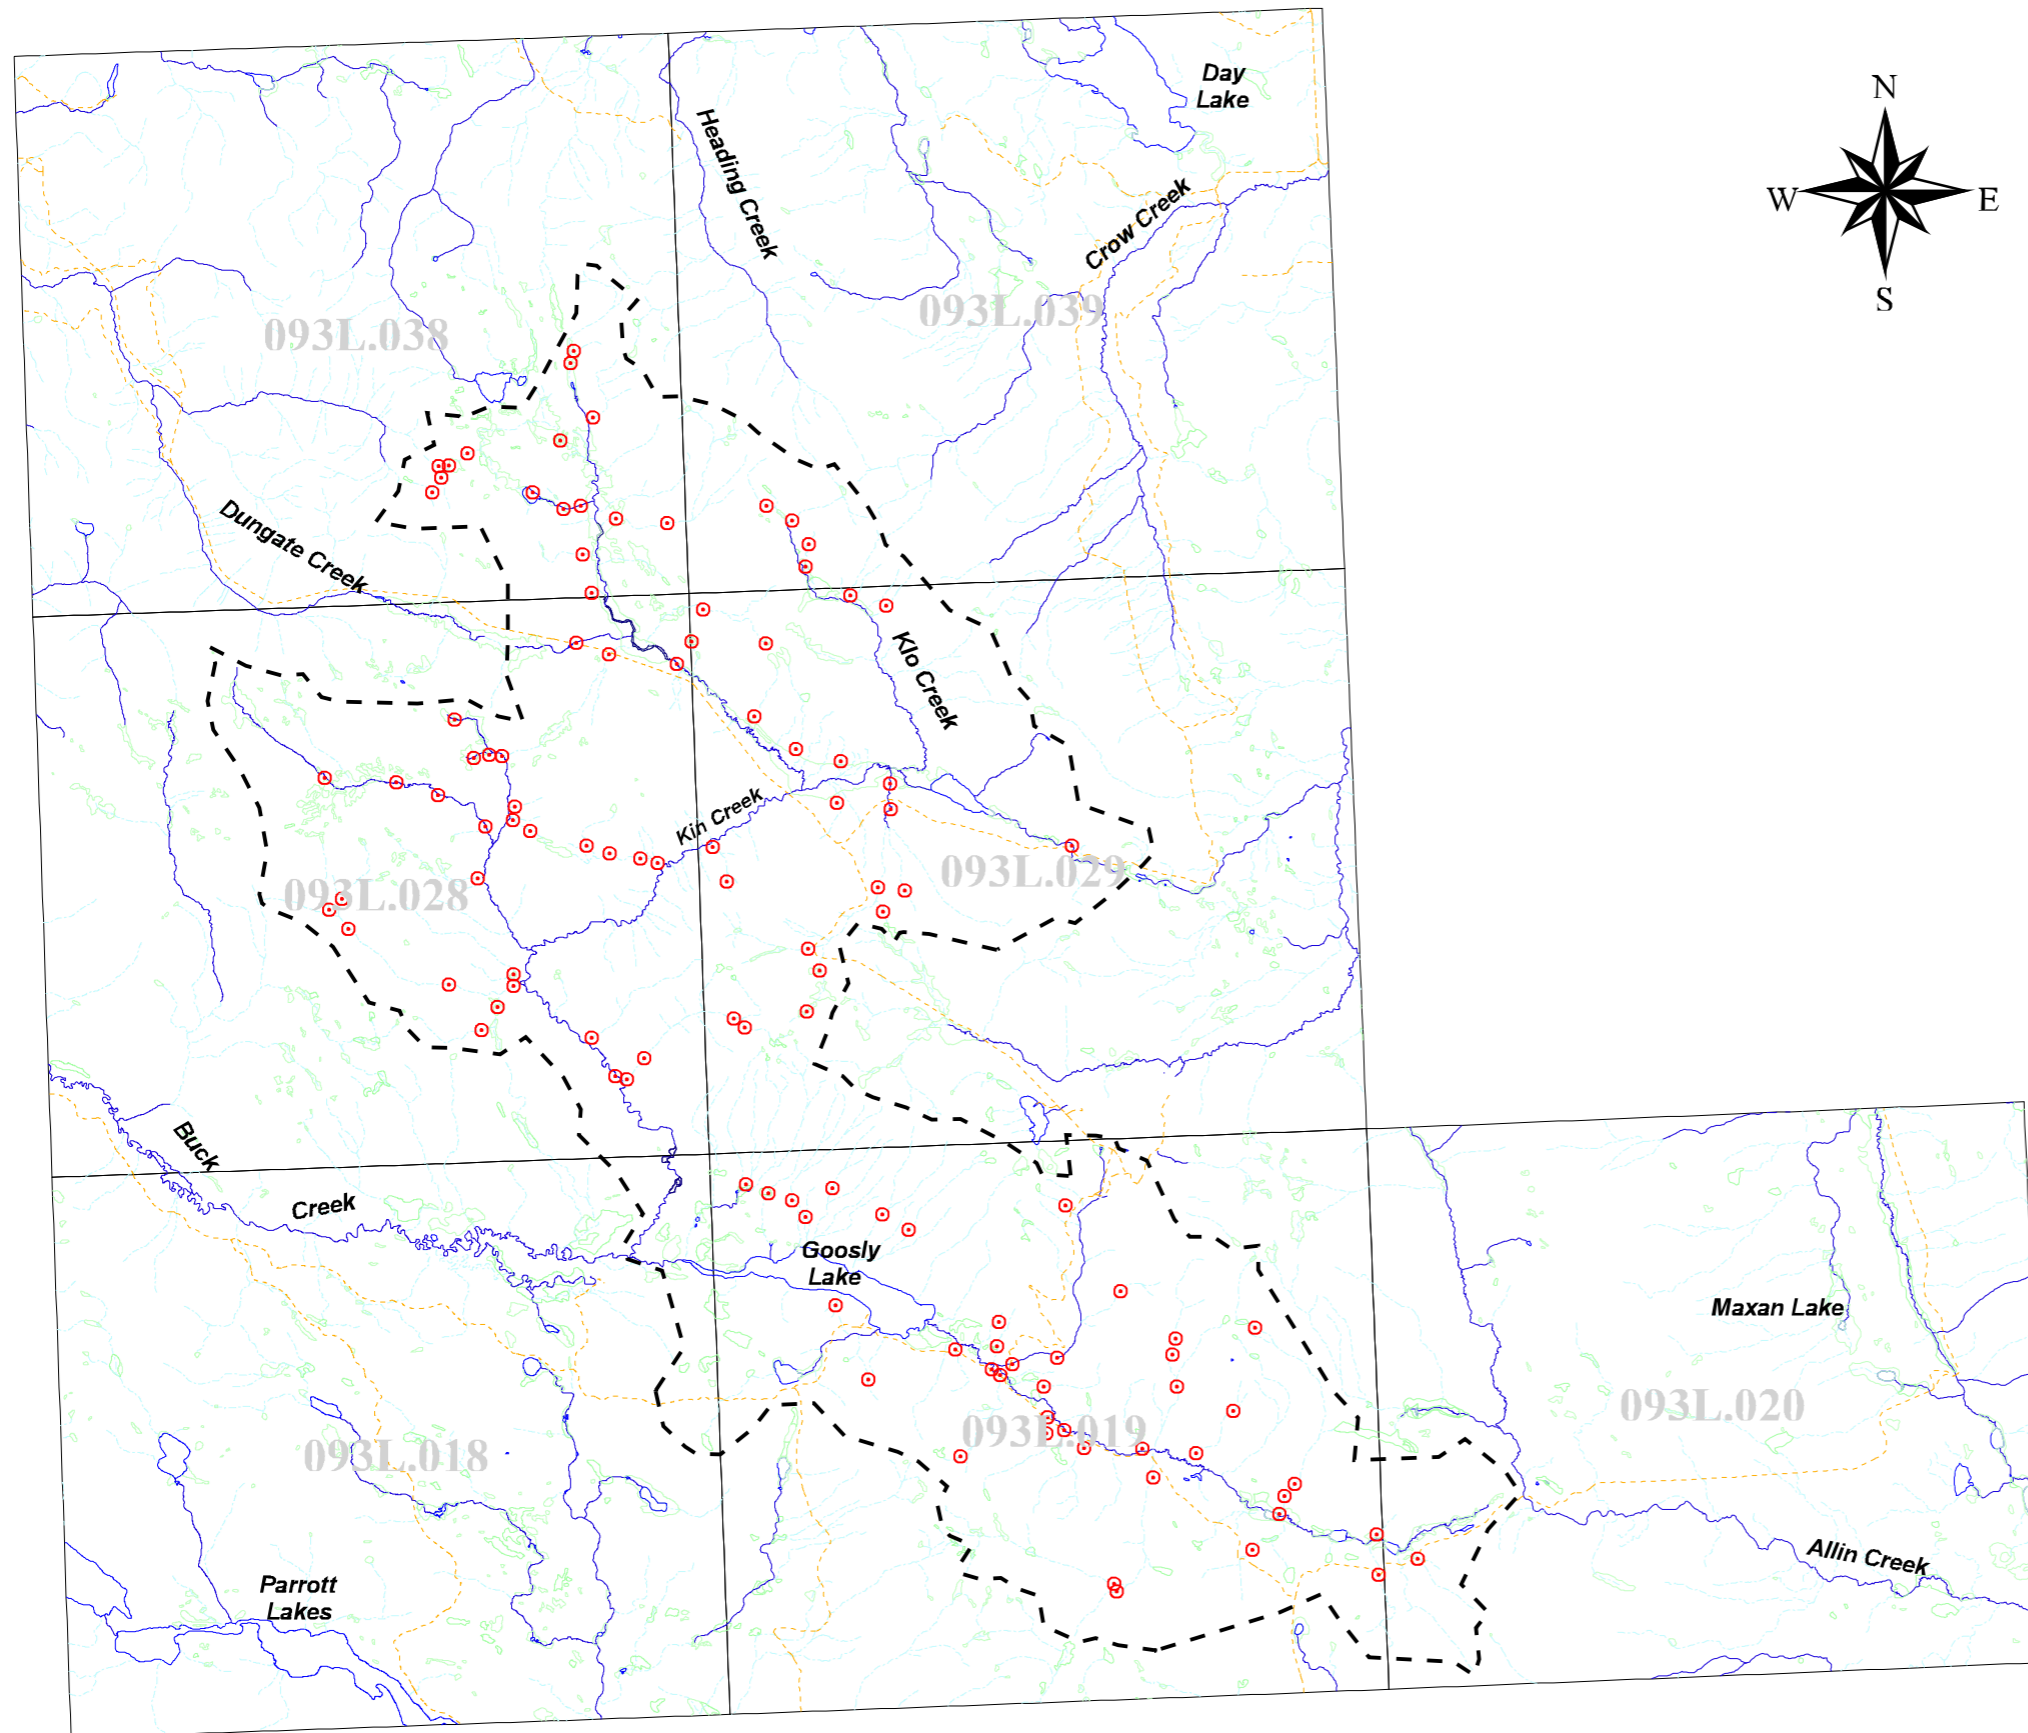 Day
Lake
N
W
E
S
Heading Creek
Crow Creek
093L.038
093L.039
Dungate Creek
Klo Creek
Kin Creek
093L.028
093L.029
Buck
Creek
Goosly
Lake
Maxan Lake
093L.018
093L.019
093L.020
Parrott
Lakes
Allin Creek